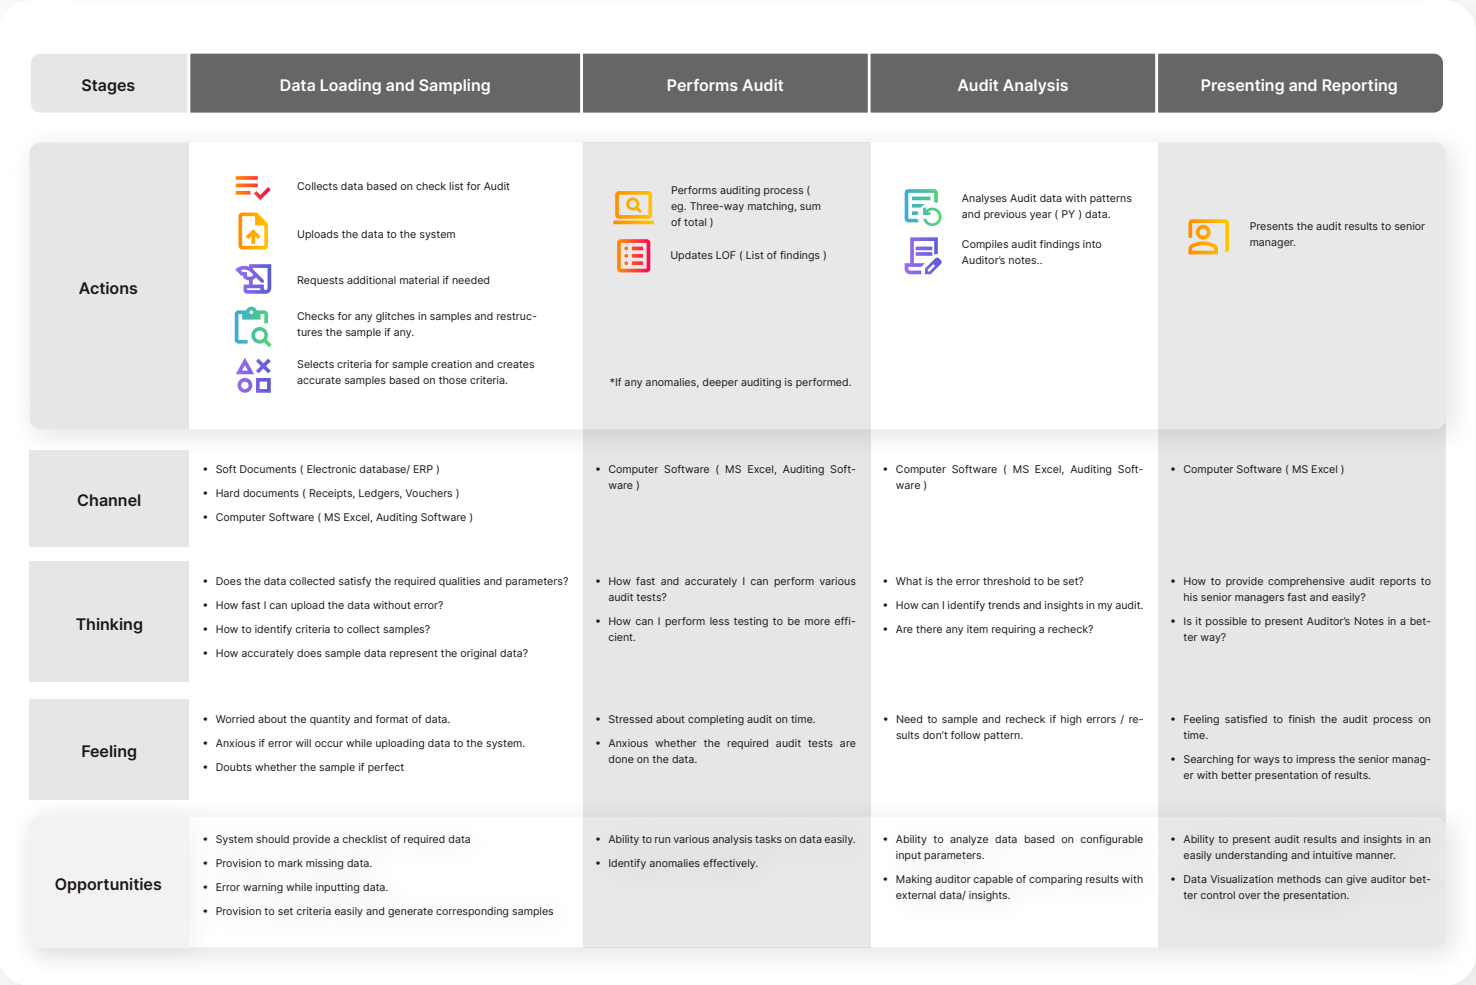 Stages
Data Loading and Sampling
Performs Audit
Audit Analysis
Presenting and Reporting
Actions
Collects data based on check list for Audit
Uploads the data to the system
Requests additional material if needed
Checks for any glitches in samples and restruc-
tures the sample if any.
Selects criteria for sample creation and creates
accurate samples based on those criteria.
Performs auditing process (
eg. Three-way matching, sum
of total )
Updates LOF ( List of findings )
*If any anomalies, deeper auditing is performed.
Analyses Audit data with patterns
and previous year ( PY ) data.
Compiles audit findings into
Auditor's notes..
Presents the audit results to senior
manager.
Channel
• Soft Documents ( Electronic database/ ERP )
• Hard documents ( Receipts, Ledgers, Vouchers )
• Computer Software ( MS Excel, Auditing Software )
• Computer Software ( MS Excel, Auditing Soft-
ware )
• Computer Software ( MS Excel, Auditing Soft-
ware )
• Computer Software ( MS Excel )
Thinking
• Does the data collected satisfy the required qualities and parameters?
• How fast I can upload the data without error?
• How to identify criteria to collect samples?
• How accurately does sample data represent the original data?
• How fast and accurately I can perform various
audit tests?
• How can I perform less testing to be more effi-
cient.
• What is the error threshold to be set?
• How can I identify trends and insights in my audit.
• Are there any item requiring a recheck?
• How to provide comprehensive audit reports to
his senior managers fast and easily?
• Is it possible to present Auditor's Notes in a bet-
ter way?
Feeling
• Worried about the quantity and format of data.
• Anxious if error will occur while uploading data to the system.
• Doubts whether the sample if perfect
• Stressed about completing audit on time.
• Anxious whether the required audit tests are
done on the data.
• Need to sample and recheck if high errors / re-
sults don't follow pattern.
• Feeling satisfied to finish the audit process on
time.
• Searching for ways to impress the senior manag-
er with better presentation of results.
Opportunities
• System should provide a checklist of required data
• Provision to mark missing data.
• Error warning while inputting data.
• Provision to set criteria easily and generate corresponding samples
• Ability to run various analysis tasks on data easily.
• Identify anomalies effectively.
• Ability to analyze data based on configurable
input parameters.
• Making auditor capable of comparing results with
external data/ insights.
• Ability to present audit results and insights in an
easily understanding and intuitive manner.
• Data Visualization methods can give auditor bet-
ter control over the presentation.